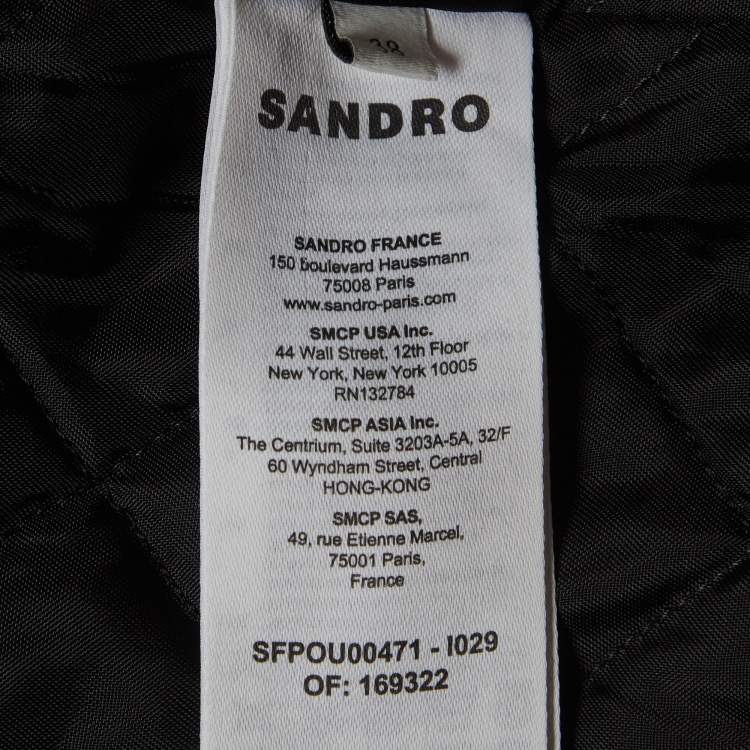 38
SANDRO
SANDRO FRANCE
150 boulevard Haussmann
75008 Paris
www.sandro-paris.com
SMCP USA Inc.
44 Wall Street, 12th Floor
New York, New York 10005
RN132784
SMCP ASIA Inc.
The Centrium, Suite 3203A-5A, 32/F
60 Wyndham Street, Central
HONG-KONG
SMCP SAS,
49, rue Etienne Marcel,
75001 Paris,
France
SFPOU00471 - I029
OF: 169322